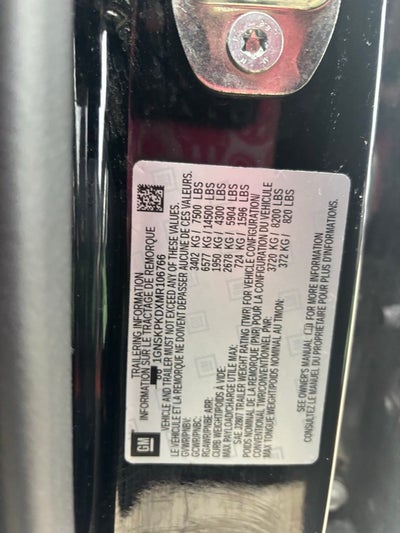 TRAILERING INFORMATION
INFORMATION SUR LE TRACTAGE DE REMORQUE
1GNSKPKDXMR106766
VEHICLE AND TRAILER MUST NOT EXCEED ANY OF THESE VALUES.
LE VÉHICULE ET LA REMORQUE NE DOIVENT DÉPASSER AUCUNE DE CES VALEURS.
GVWR/PNBV: 3402 KG / 7500 LBS
GCWR/PNBC: 6577 KG / 14500 LBS
RGAWR/PNBE ARR: 1950 KG / 4300 LBS
CURB WEIGHT/POIDS À VIDE: 2678 KG / 5904 LBS
MAX PAYLOAD/CHARGE UTILE MAX: 724 KG / 1596 LBS
SAE J2807 TRAILER WEIGHT RATING (TWR) FOR VEHICLE CONFIGURATION
POIDS NOMINAL DE LA REMORQUE (PNR) POUR LA CONFIGURATION DU VÉHICULE
CONVENTIONAL TWR/CONVENTIONNEL PNR: 3720 KG / 8200 LBS
MAX TONGUE WEIGHT/POIDS NOMINAL AU TIMON: 372 KG / 820 LBS
SEE OWNER'S MANUAL FOR MORE INFORMATION
CONSULTEZ LE MANUEL DU PROPRIÉTAIRE POUR PLUS D'INFORMATIONS.
GM